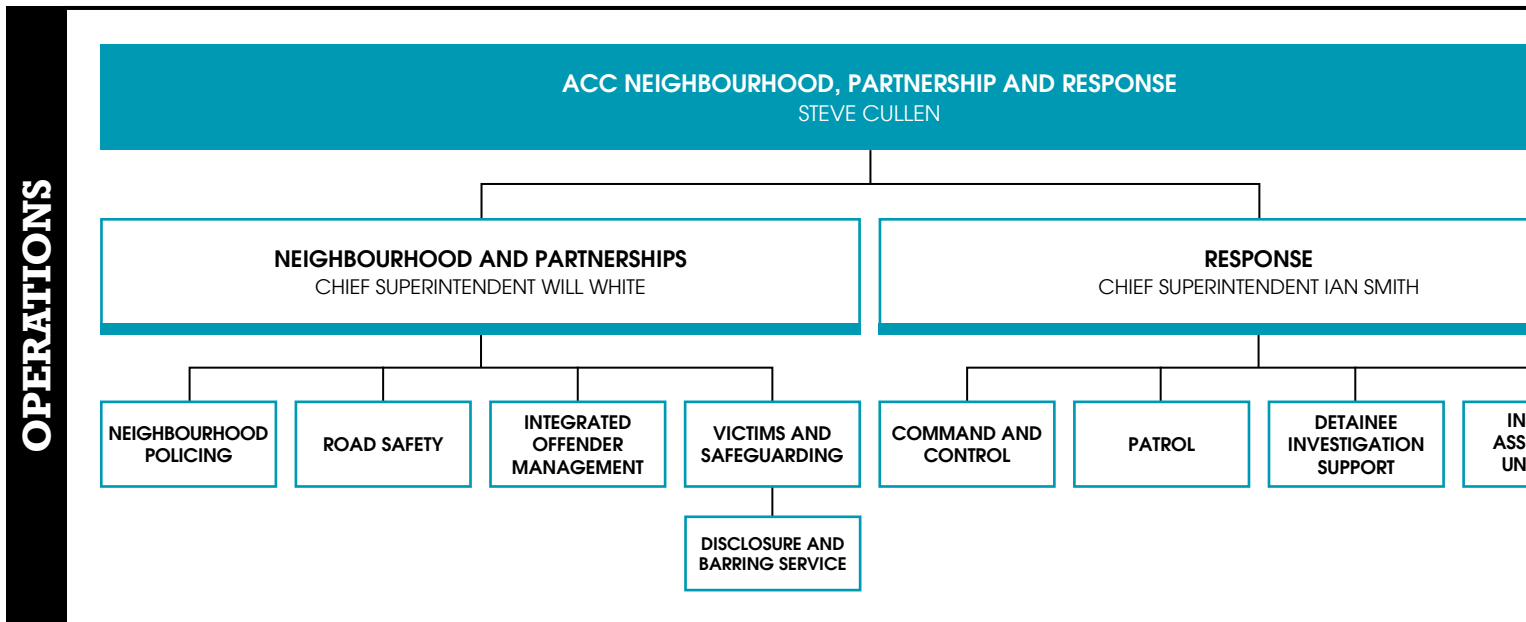 OPERATIONS
ACC NEIGHBOURHOOD, PARTNERSHIP AND RESPONSE
STEVE CULLEN
NEIGHBOURHOOD AND PARTNERSHIPS
CHIEF SUPERINTENDENT WILL WHITE
RESPONSE
CHIEF SUPERINTENDENT IAN SMITH
NEIGHBOURHOOD
POLICING
ROAD SAFETY
INTEGRATED
OFFENDER
MANAGEMENT
VICTIMS AND
SAFEGUARDING
COMMAND AND
CONTROL
PATROL
DETAINEE
INVESTIGATION
SUPPORT
DISCLOSURE AND
BARRING SERVICE